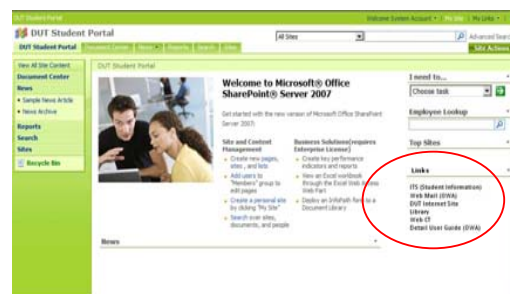 DUT Student Portal
Welcome System Account
My Site
My Links
DUT Student Portal
All Sites
Advanced Search
DUT Student Portal
Document Center
News
Reports
Search
Sites
Site Actions
View All Site Content
Document Center
News
Sample News Article
News Archive
Reports
Search
Sites
Recycle Bin
DUT Student Portal
Welcome to Microsoft® Office
SharePoint® Server 2007
Get started with the new version of Microsoft Office SharePoint
Server 2007:
Site and Content
Management
Create new pages,
sites, and lists
Add users to
"Members" group to
edit pages
Create a personal site
by clicking "My Site"
Search over sites,
documents, and people
Business Solutions(requires
Enterprise License)
Create key performance
indicators and reports
View an Excel workbook
through the Excel Web Access
Web Part
Deploy an InfoPath form to a
Document Library
News
I need to...
Choose task
Employee Lookup
Top Sites
Links
ITS (Student Information)
Web Mail (OWA)
DUT Internet Site
Library
Web CT
Detail User Guide (OWA)